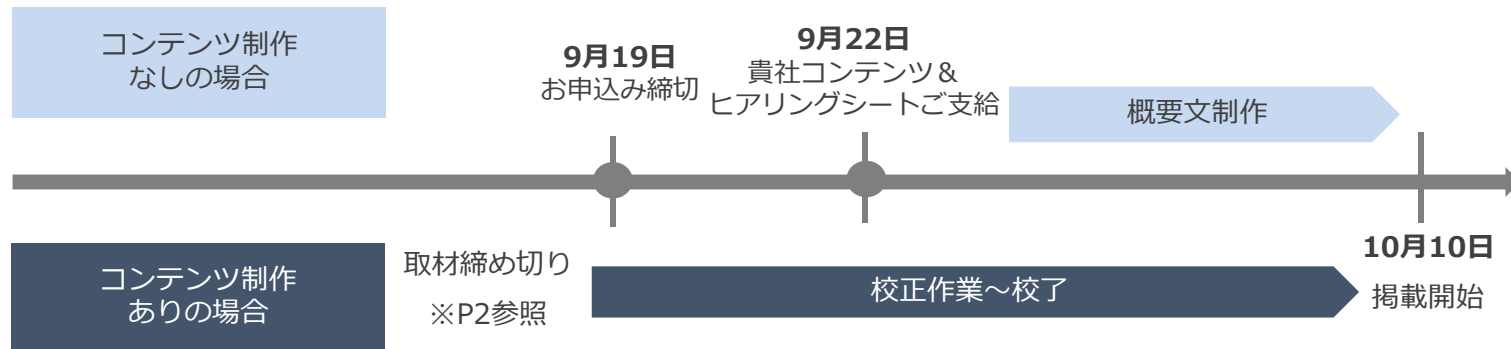 コンテンツ制作
なしの場合
9月19日
お申込み締切
9月22日
貴社コンテンツ＆
ヒアリングシートご支給
概要文制作
コンテンツ制作
ありの場合
取材締め切り
※P2参照
校正作業～校了
10月10日
掲載開始